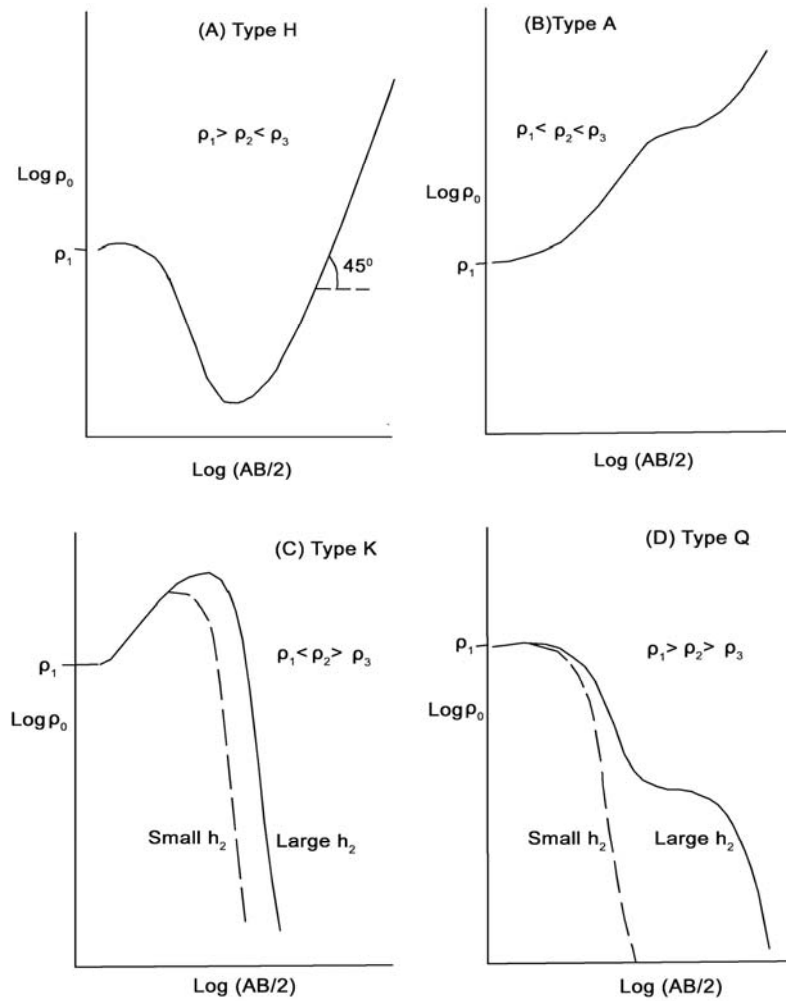 (A) Type H
ρ₁> ρ₂< ρ₃
Log ρ₀
ρ₁
45⁰
Log (AB/2)
(B)Type A
ρ₁< ρ₂< ρ₃
Log ρ₀
ρ₁
Log (AB/2)
(C) Type K
ρ₁
ρ₁< ρ₂> ρ₃
Log ρ₀
Small h₂
Large h₂
Log (AB/2)
(D) Type Q
ρ₁
ρ₁> ρ₂> ρ₃
Log ρ₀
Small h₂
Large h₂
Log (AB/2)